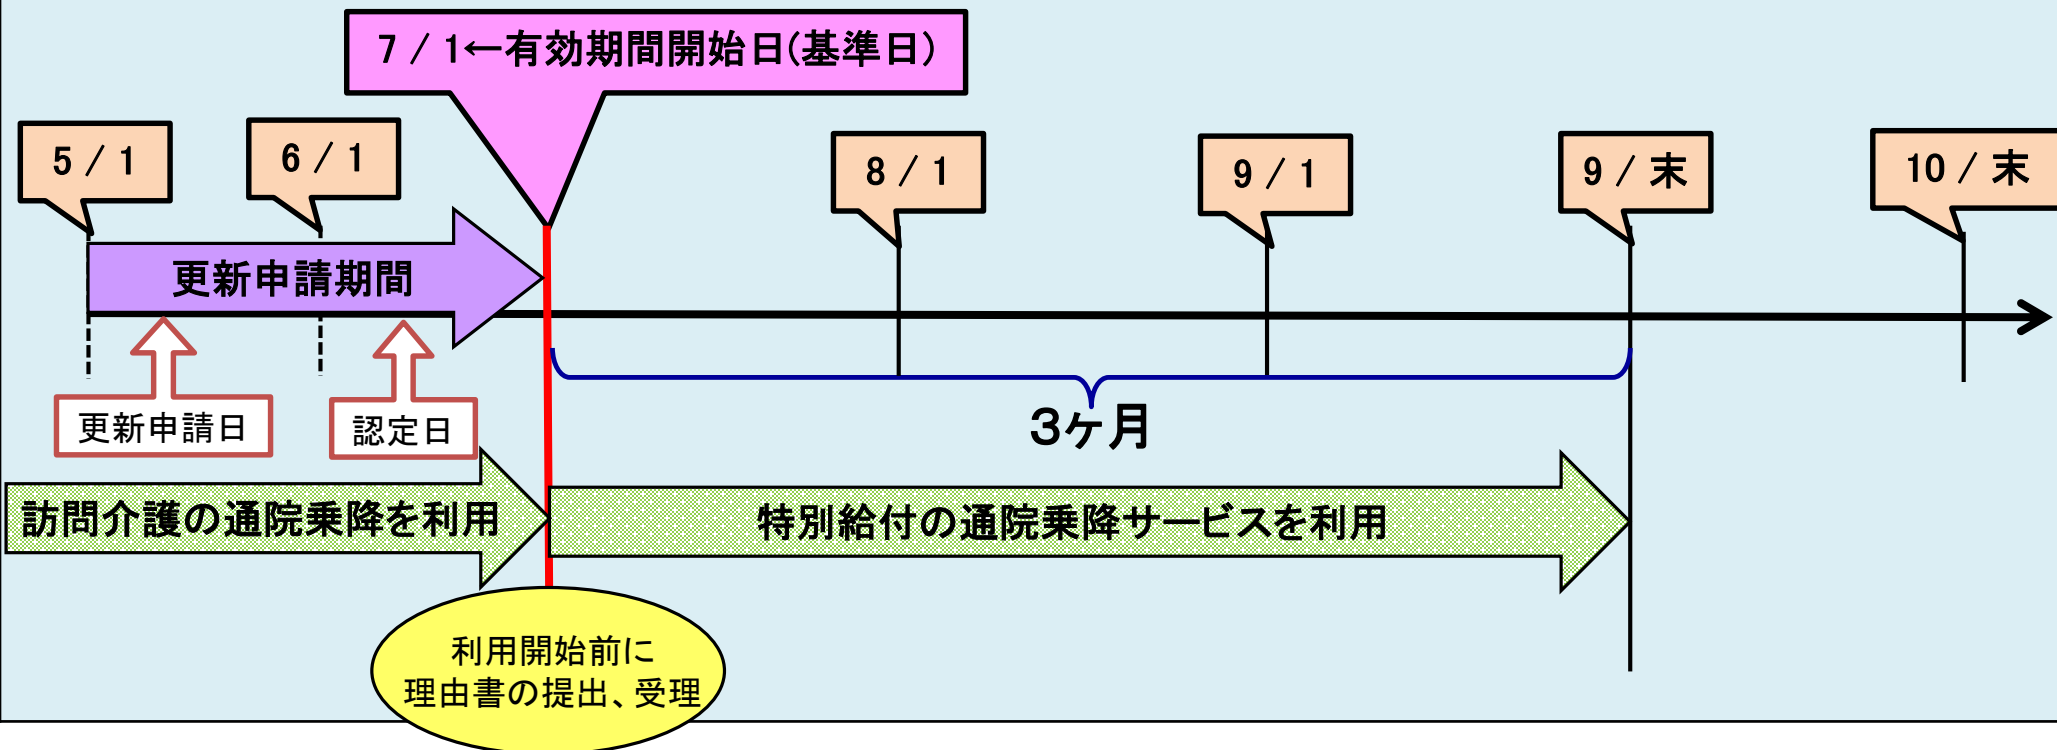 7 / 1←有効期間開始日(基準日)
5 / 1
6 / 1
8 / 1
9 / 1
9 / 末
10 / 末
更新申請期間
更新申請日
認定日
3ヶ月
訪問介護の通院乗降を利用
特別給付の通院乗降サービスを利用
利用開始前に
理由書の提出、受理